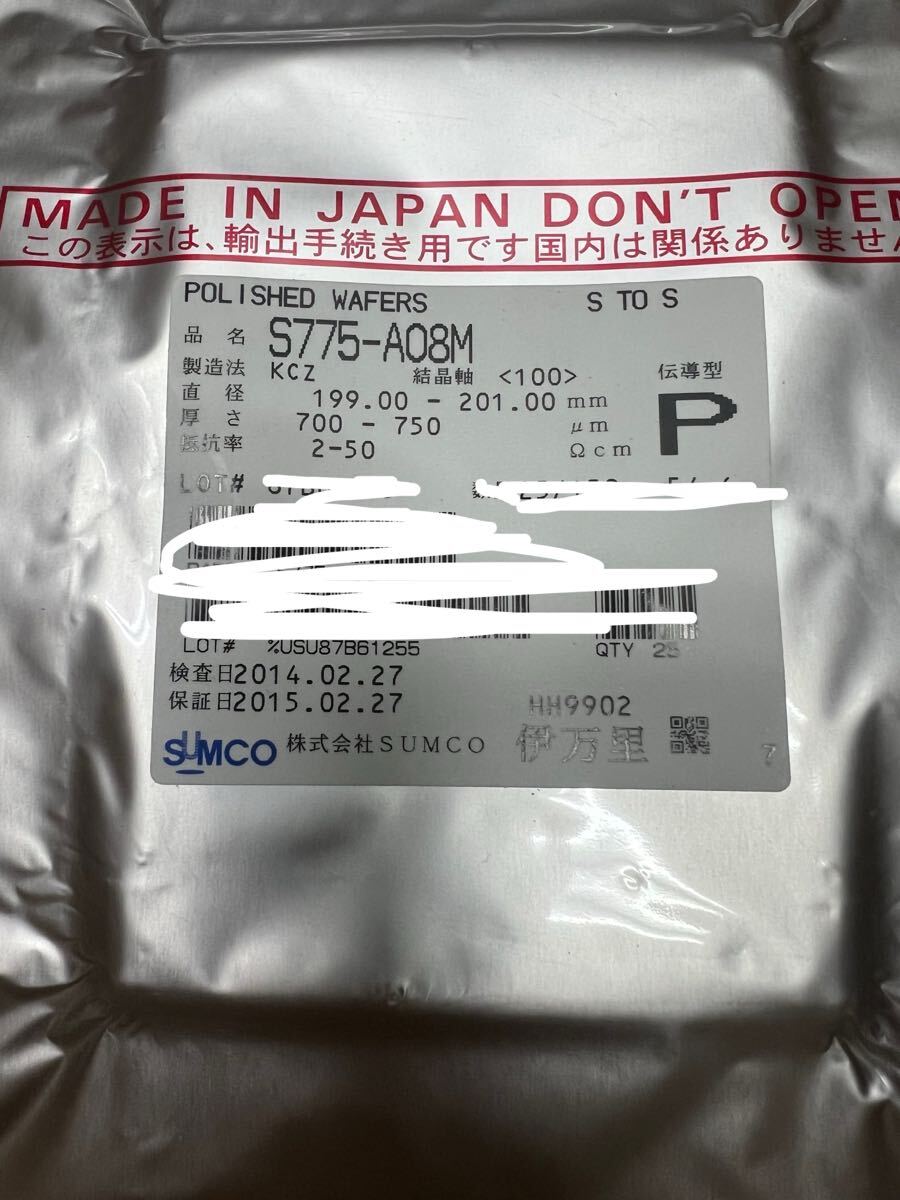 MADE IN JAPAN DON'T OPEN
この表示は、輸出手続き用です国内は関係ありません
POLISHED WAFERS S TO S
品 名 S775-A08M
製造法 KCZ 結晶軸 <100> 伝導型
直 径 199.00 - 201.00 mm
厚 さ 700 - 750 μm P
抵抗率 2-50 Ωcm
LOT#
LOT# %USU87B61255 QTY 25
検査日2014.02.27
保証日2015.02.27 HH9902
SUMCO 株式会社SUMCO 伊万里 7